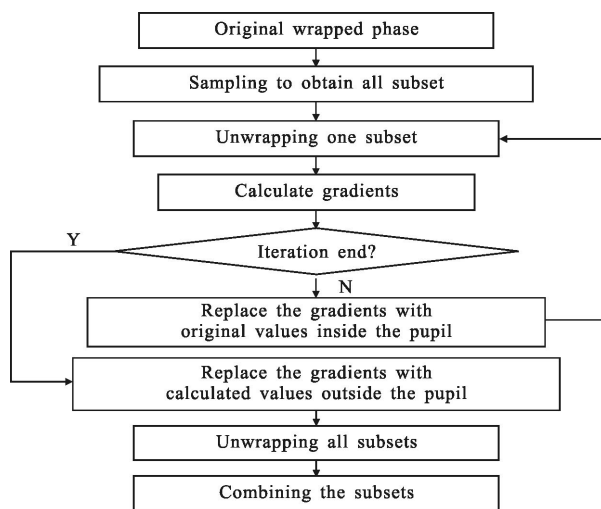 Original wrapped phase
Sampling to obtain all subset
Unwrapping one subset
Calculate gradients
Y
Iteration end?
N
Replace the gradients with
original values inside the pupil
Replace the gradients with
calculated values outside the pupil
Unwrapping all subsets
Combining the subsets